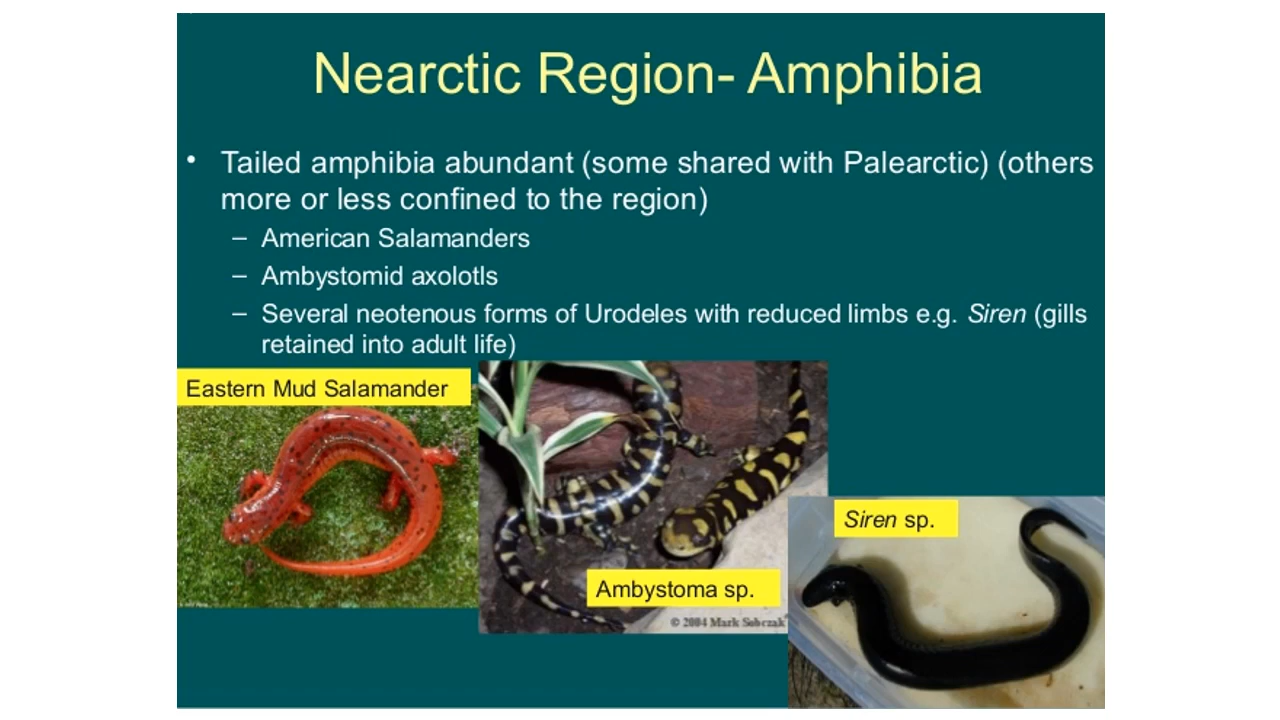 Nearctic Region- Amphibia
• Tailed amphibia abundant (some shared with Palearctic) (others
more or less confined to the region)
– American Salamanders
– Ambystomid axolotls
– Several neotenous forms of Urodeles with reduced limbs e.g. Siren (gills
retained into adult life)
Eastern Mud Salamander
Siren sp.
Ambystoma sp.
© 2004 Mark Sobczak